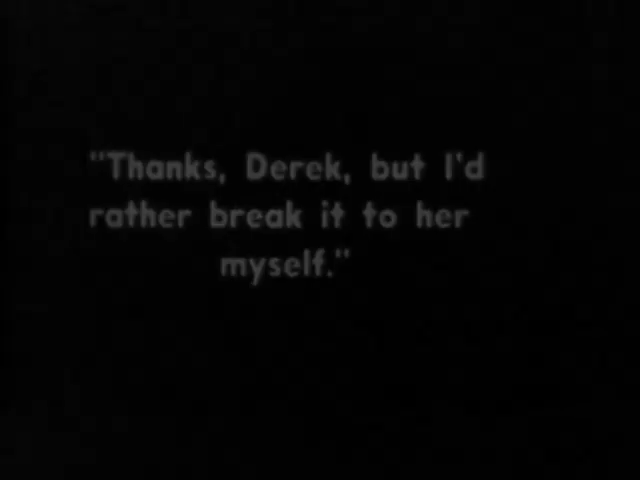 "Thanks, Derek, but I'd
rather break it to her
myself."